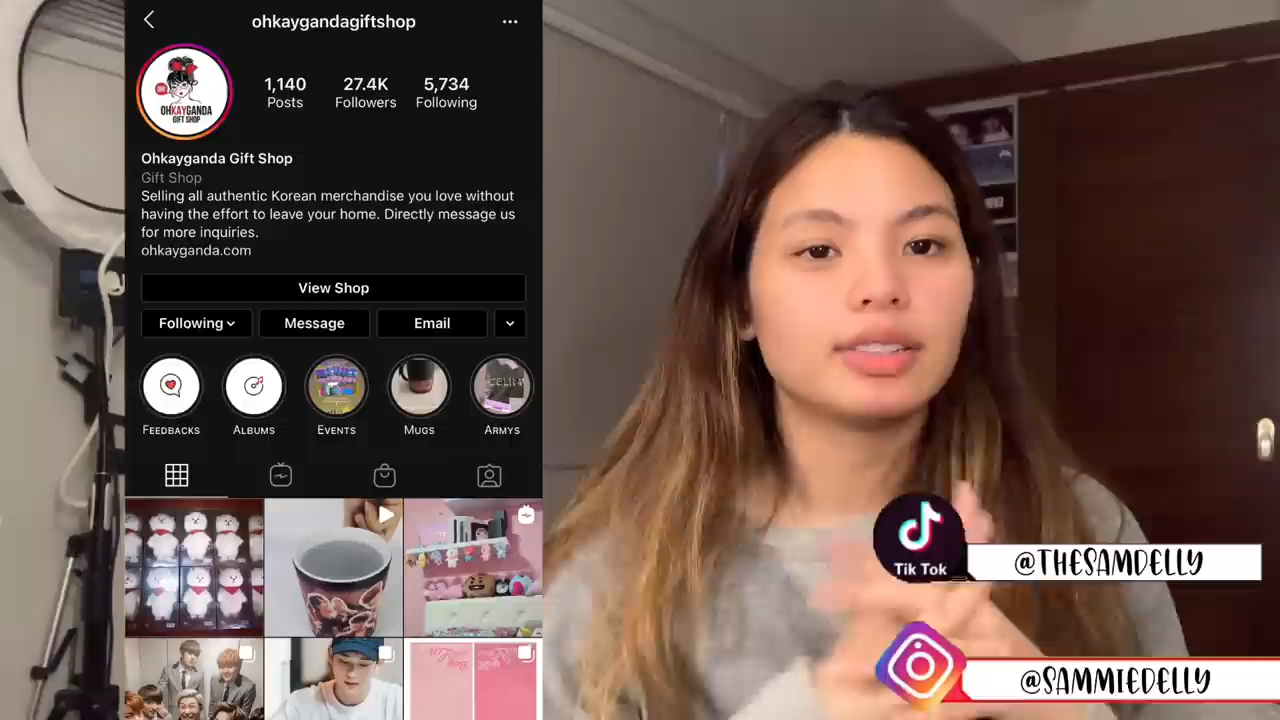 ohkaygandagiftshop
OHKAYGANDA
GIFT SHOP
1,140
Posts
27.4K
Followers
5,734
Following
Ohkayganda Gift Shop
Gift Shop
Selling all authentic Korean merchandise you love without
having the effort to leave your home. Directly message us
for more inquiries.
ohkayganda.com
View Shop
Following
Message
Email
FEEDBACKS
ALBUMS
EVENTS
MUGS
ARMYS
Tik Tok
@THESAMDELLY
@SAMMIEDELLY